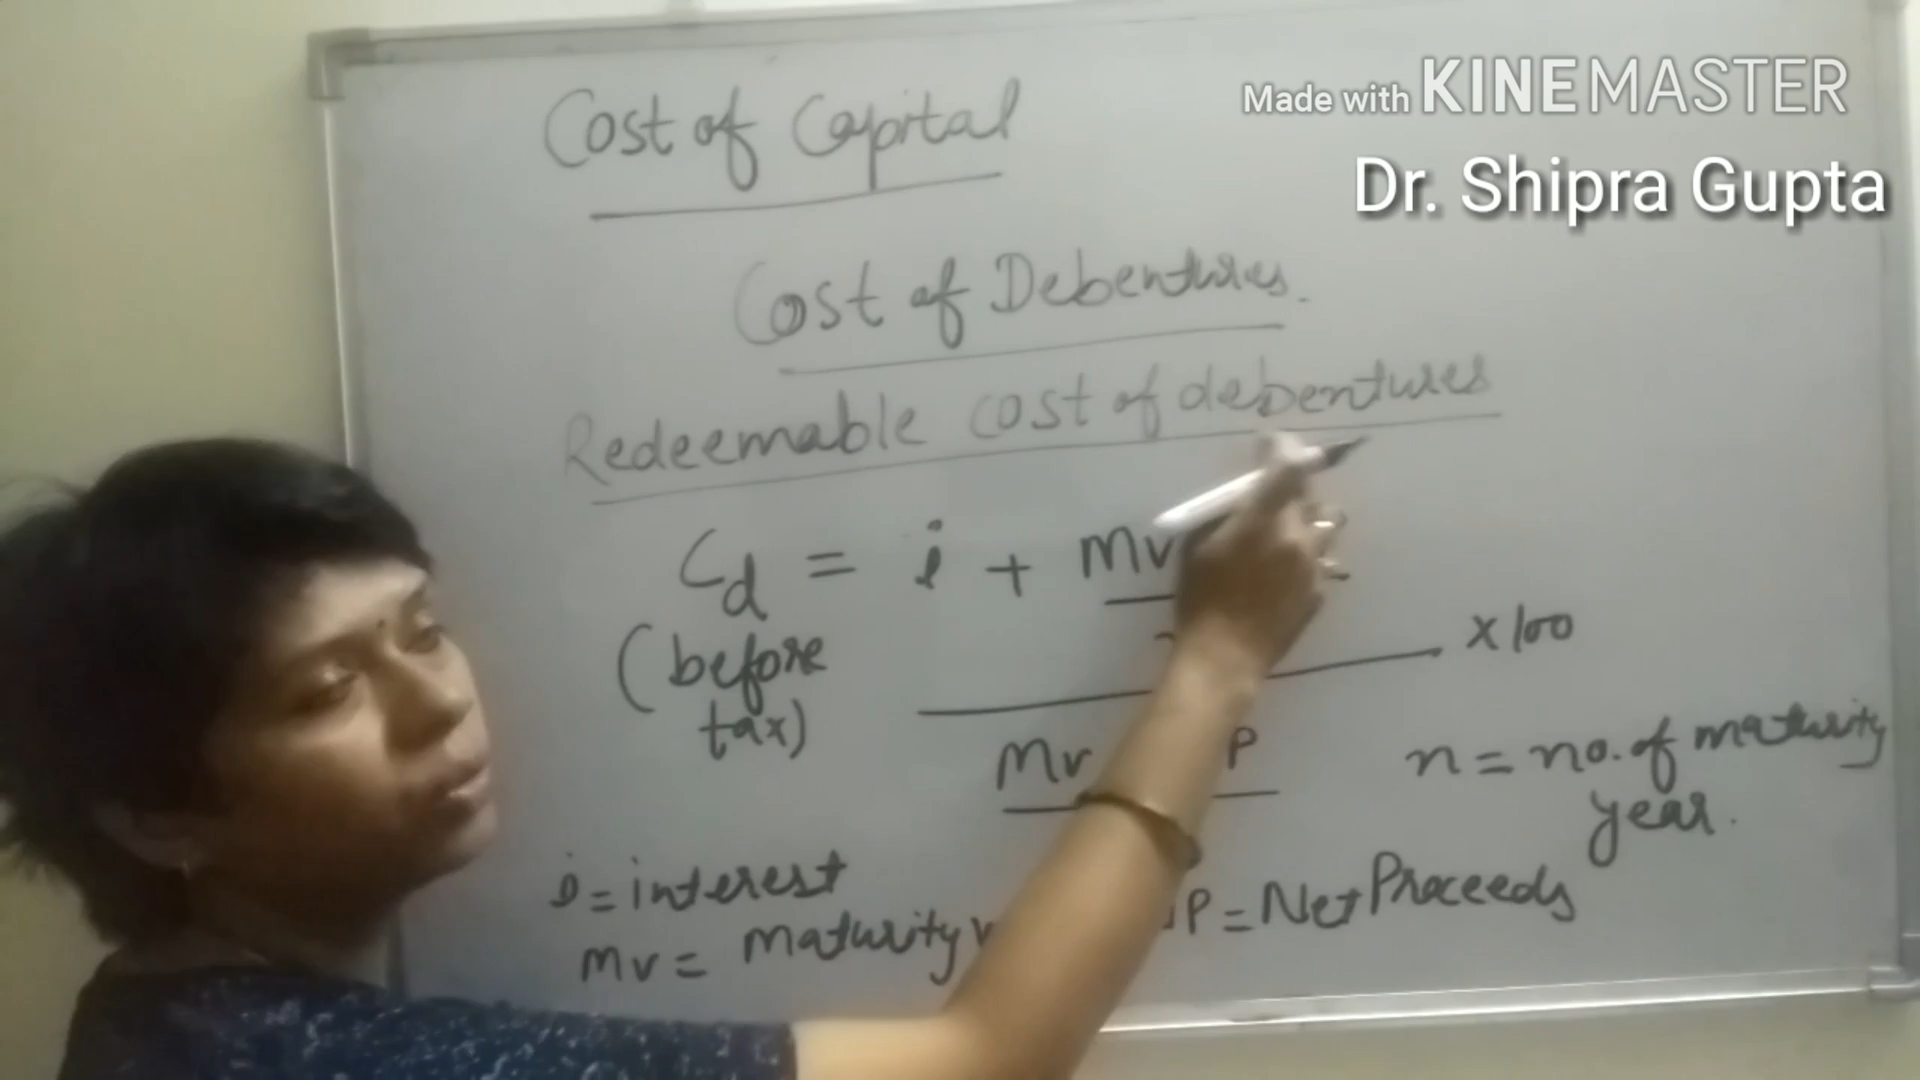 Made with KINEMASTER
Dr. Shipra Gupta
Cost of Capital
Cost of Debentures.
Redeemable cost of debentures
Cd = i + Mv
(before tax)
x 100
Mv P
n = no. of maturity year.
i = interest
Mv = maturity
P = Net Proceeds